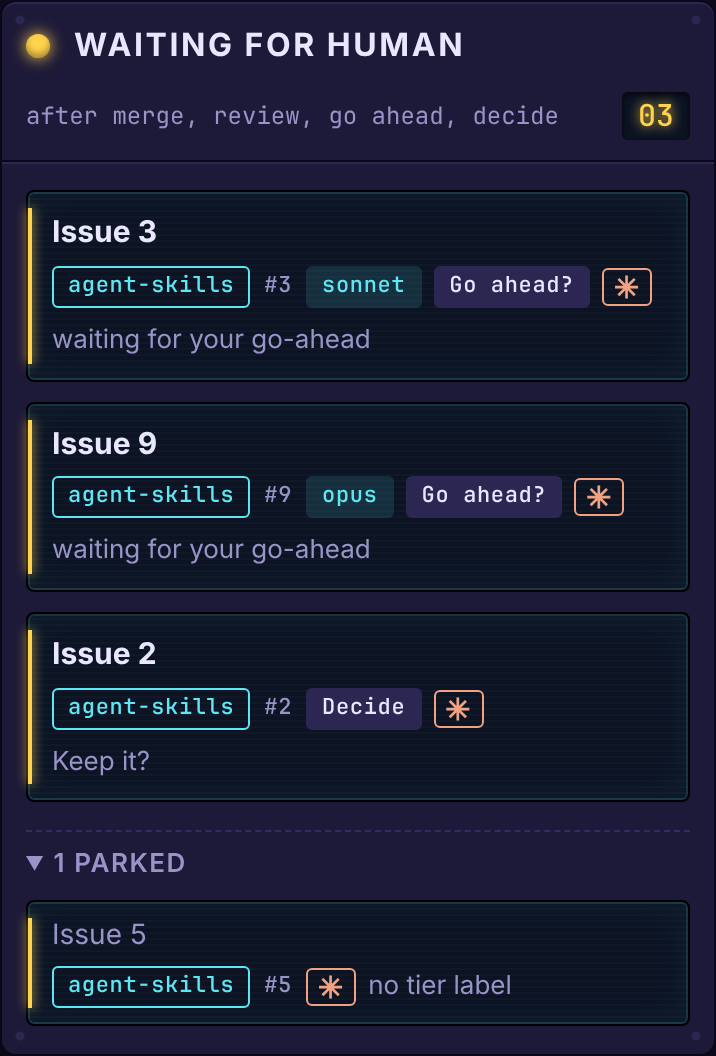 WAITING FOR HUMAN
after merge, review, go ahead, decide 03
Issue 3
agent-skills #3 sonnet Go ahead?
waiting for your go-ahead
Issue 9
agent-skills #9 opus Go ahead?
waiting for your go-ahead
Issue 2
agent-skills #2 Decide
Keep it?
▼ 1 PARKED
Issue 5
agent-skills #5 no tier label